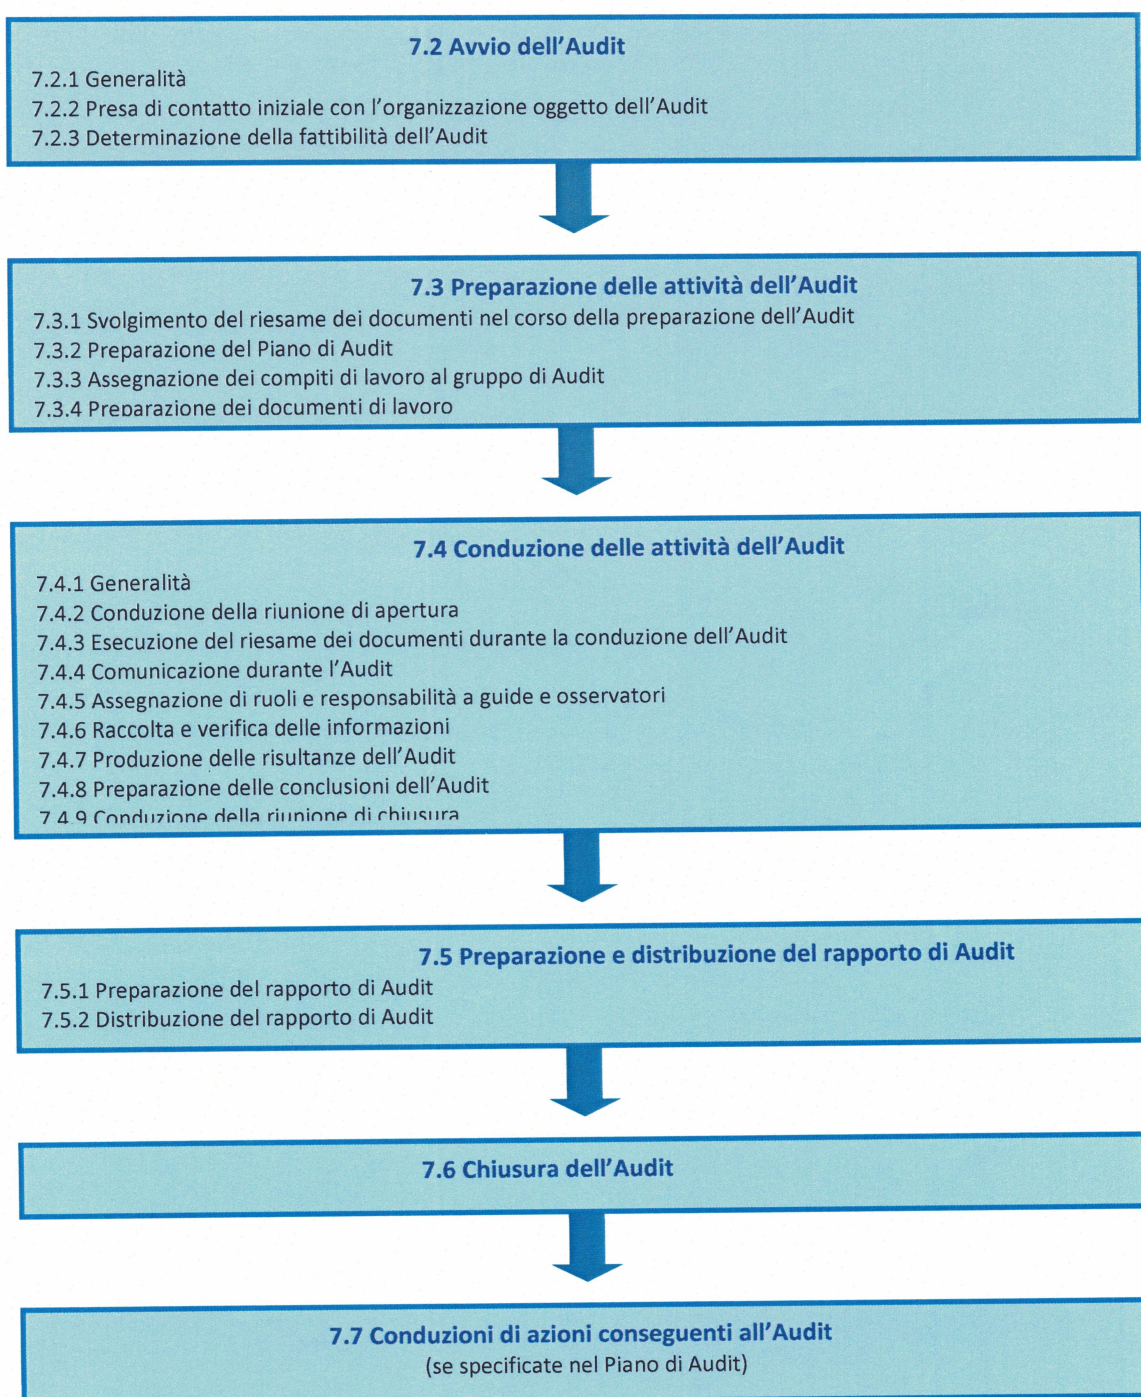 7.2 Avvio dell'Audit
7.2.1 Generalità
7.2.2 Presa di contatto iniziale con l'organizzazione oggetto dell'Audit
7.2.3 Determinazione della fattibilità dell'Audit
7.3 Preparazione delle attività dell'Audit
7.3.1 Svolgimento del riesame dei documenti nel corso della preparazione dell'Audit
7.3.2 Preparazione del Piano di Audit
7.3.3 Assegnazione dei compiti di lavoro al gruppo di Audit
7.3.4 Preparazione dei documenti di lavoro
7.4 Conduzione delle attività dell'Audit
7.4.1 Generalità
7.4.2 Conduzione della riunione di apertura
7.4.3 Esecuzione del riesame dei documenti durante la conduzione dell'Audit
7.4.4 Comunicazione durante l'Audit
7.4.5 Assegnazione di ruoli e responsabilità a guide e osservatori
7.4.6 Raccolta e verifica delle informazioni
7.4.7 Produzione delle risultanze dell'Audit
7.4.8 Preparazione delle conclusioni dell'Audit
7.4.9 Conduzione della riunione di chiusura
7.5 Preparazione e distribuzione del rapporto di Audit
7.5.1 Preparazione del rapporto di Audit
7.5.2 Distribuzione del rapporto di Audit
7.6 Chiusura dell'Audit
7.7 Conduzioni di azioni conseguenti all'Audit
(se specificate nel Piano di Audit)